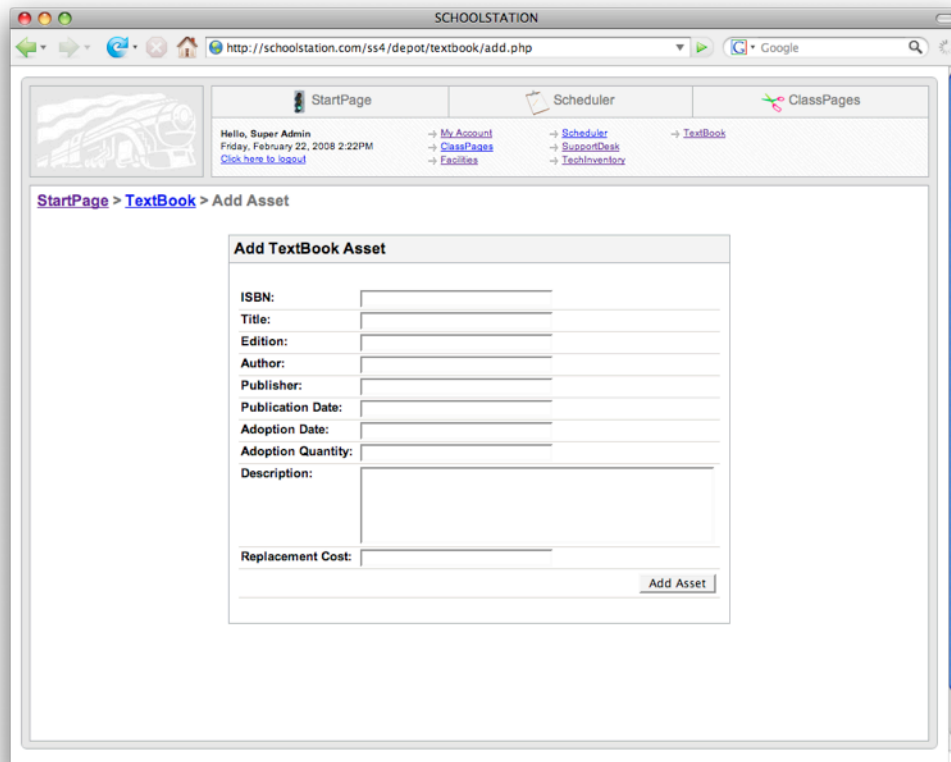 SCHOOLSTATION
http://schoolstation.com/ss4/depot/textbook/add.php
G Google
StartPage
Scheduler
ClassPages
Hello, Super Admin
Friday, February 22, 2008 2:22PM
Click here to logout
My Account
ClassPages
Facilities
Scheduler
SupportDesk
TechInventory
TextBook
StartPage > TextBook > Add Asset
Add TextBook Asset
ISBN:
Title:
Edition:
Author:
Publisher:
Publication Date:
Adoption Date:
Adoption Quantity:
Description:
Replacement Cost:
Add Asset